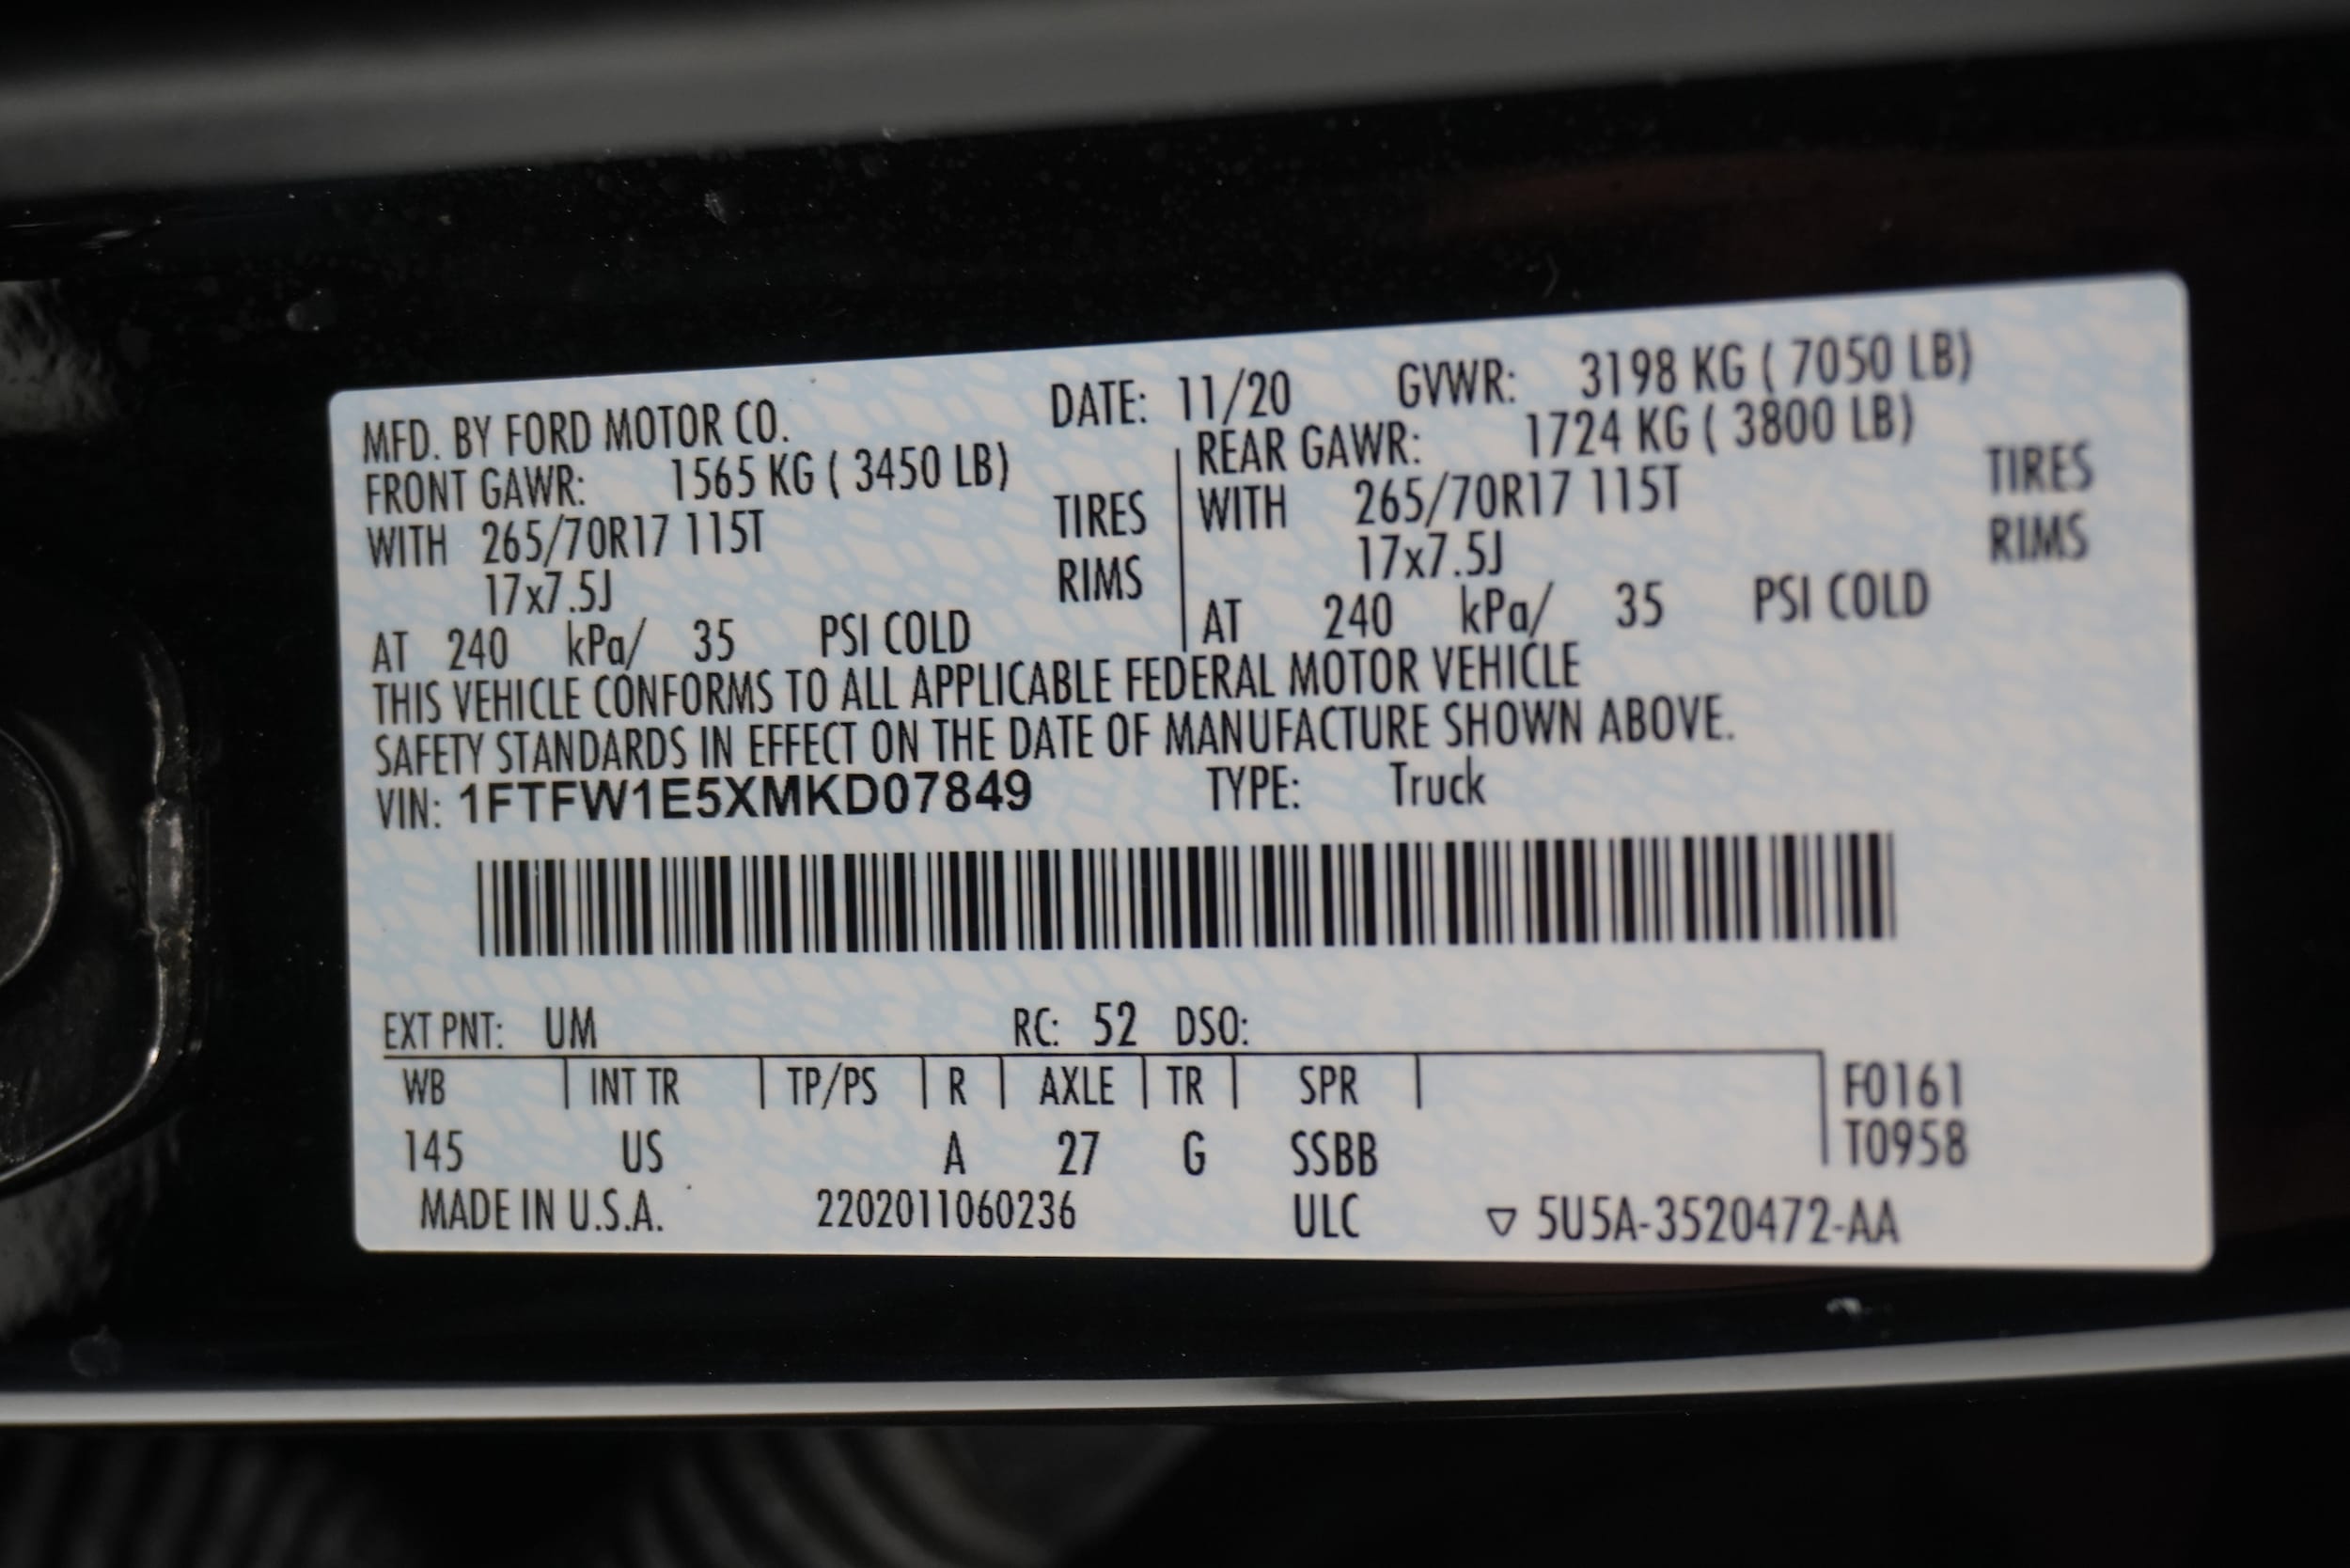 MFD. BY FORD MOTOR CO. DATE: 11/20 GVWR: 3198 KG ( 7050 LB)
FRONT GAWR: 1565 KG ( 3450 LB) REAR GAWR: 1724 KG ( 3800 LB)
WITH 265/70R17 115T TIRES WITH 265/70R17 115T TIRES
17x7.5J RIMS 17x7.5J RIMS
AT 240 kPa/ 35 PSI COLD AT 240 kPa/ 35 PSI COLD
THIS VEHICLE CONFORMS TO ALL APPLICABLE FEDERAL MOTOR VEHICLE
SAFETY STANDARDS IN EFFECT ON THE DATE OF MANUFACTURE SHOWN ABOVE.
VIN: 1FTFW1E5XMKD07849 TYPE: Truck
EXT PNT: UM RC: 52 DSO:
WB INT TR TP/PS R AXLE TR SPR F0161
145 US A 27 G SSBB T0958
MADE IN U.S.A. 2202011060236 ULC ▽ 5U5A-3520472-AA